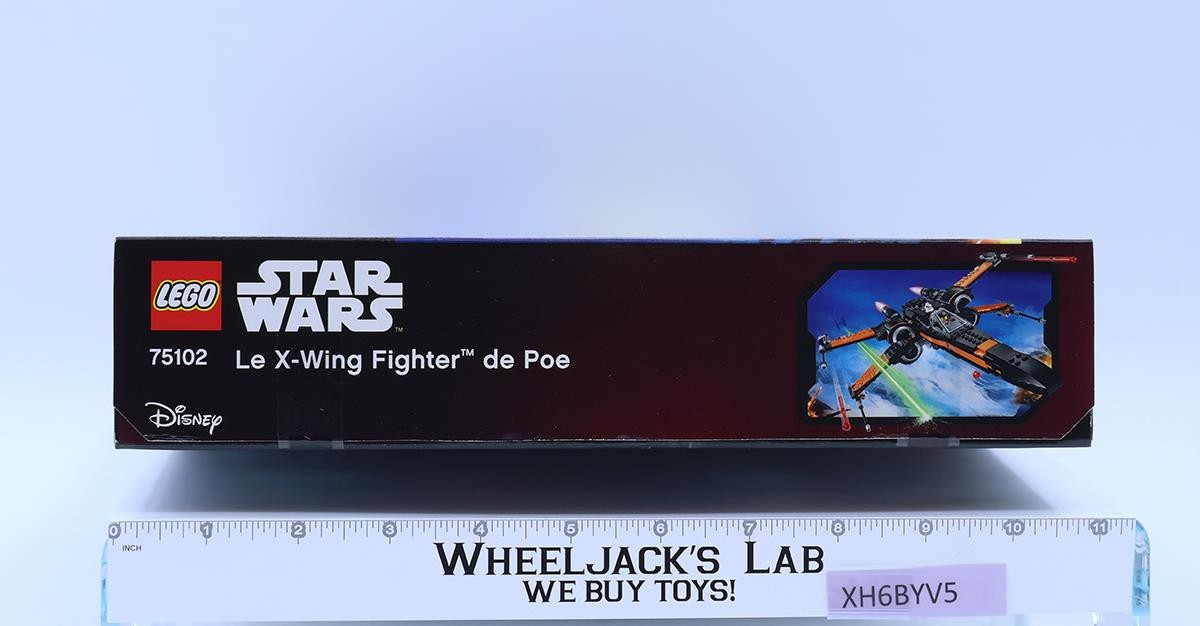 LEGO
STAR
WARS™
75102 Le X-Wing Fighter™ de Poe
Disney
0 1 2 3 4 5 6 7 8 9 10 11
INCH
WHEELJACK'S LAB
WE BUY TOYS!
XH6BYV5